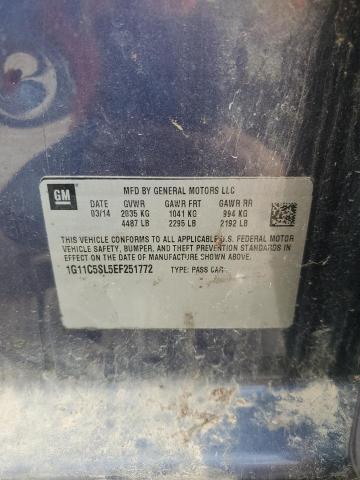 GM
MFD BY GENERAL MOTORS LLC
DATE GVWR GAWR FRT GAWR RR
03/14 2035 KG 1041 KG 994 KG
4487 LB 2295 LB 2192 LB
THIS VEHICLE CONFORMS TO ALL APPLICABLE U.S. FEDERAL MOTOR
VEHICLE SAFETY, BUMPER, AND THEFT PREVENTION STANDARDS IN
EFFECT ON THE DATE OF MANUFACTURE SHOWN ABOVE.
1G11C5SL5EF251772 TYPE: PASS CAR